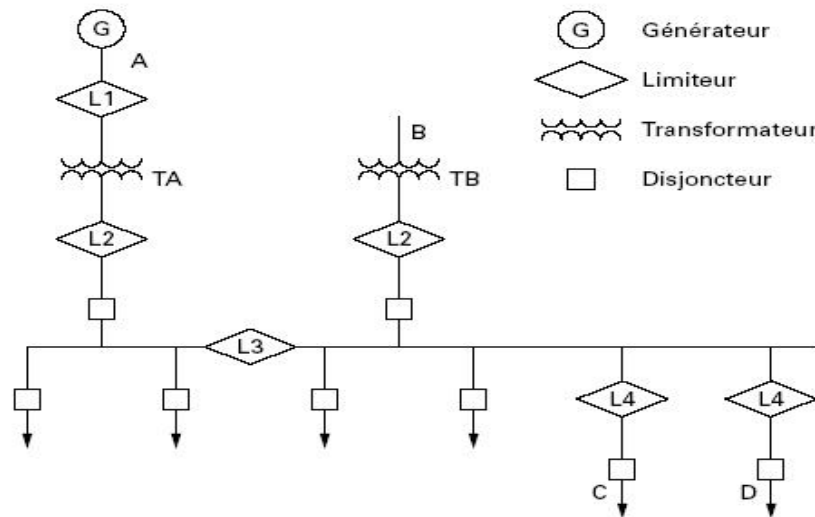 G
A
L1
TA
L2
B
TB
L2
L3
L4
L4
C
D
G Générateur
Limiteur
Transformateur
Disjoncteur